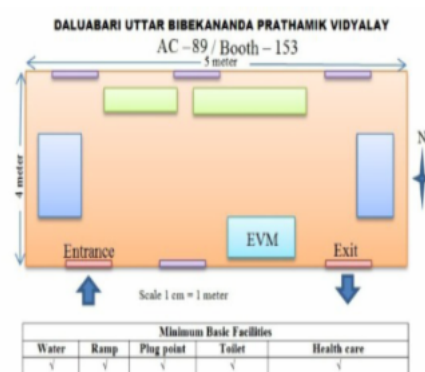 DALUABARI UTTAR BIBEKANANDA PRATHAMIK VIDYALAY
AC –89 / Booth – 153
5 meter
4 meter
N
EVM
Entrance
Exit
Scale 1 cm = 1 meter
Minimum Basic Facilities
Water Ramp Plug point Toilet Health care
√ √ √ √ √